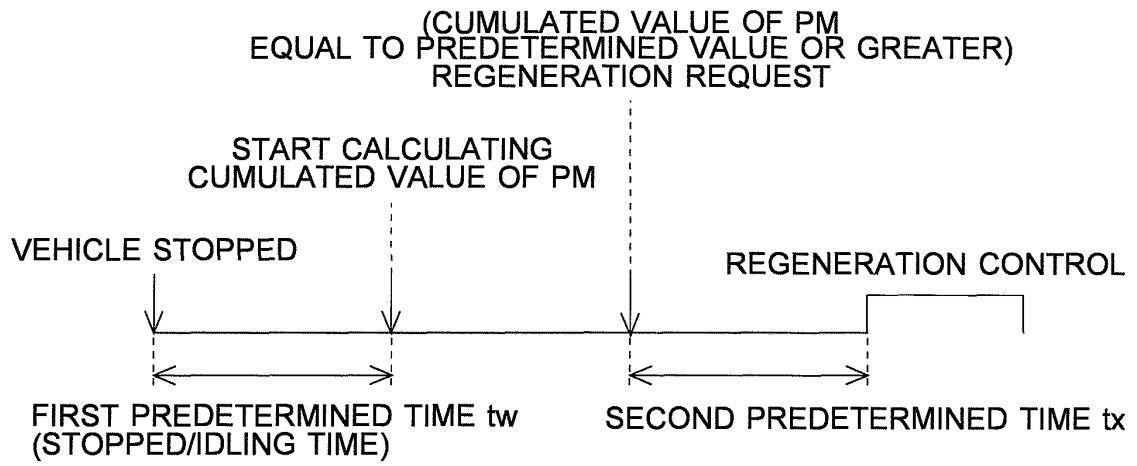 (CUMULATED VALUE OF PM
EQUAL TO PREDETERMINED VALUE OR GREATER)
REGENERATION REQUEST
START CALCULATING
CUMULATED VALUE OF PM
VEHICLE STOPPED
REGENERATION CONTROL
FIRST PREDETERMINED TIME tw
(STOPPED/IDLING TIME)
SECOND PREDETERMINED TIME tx